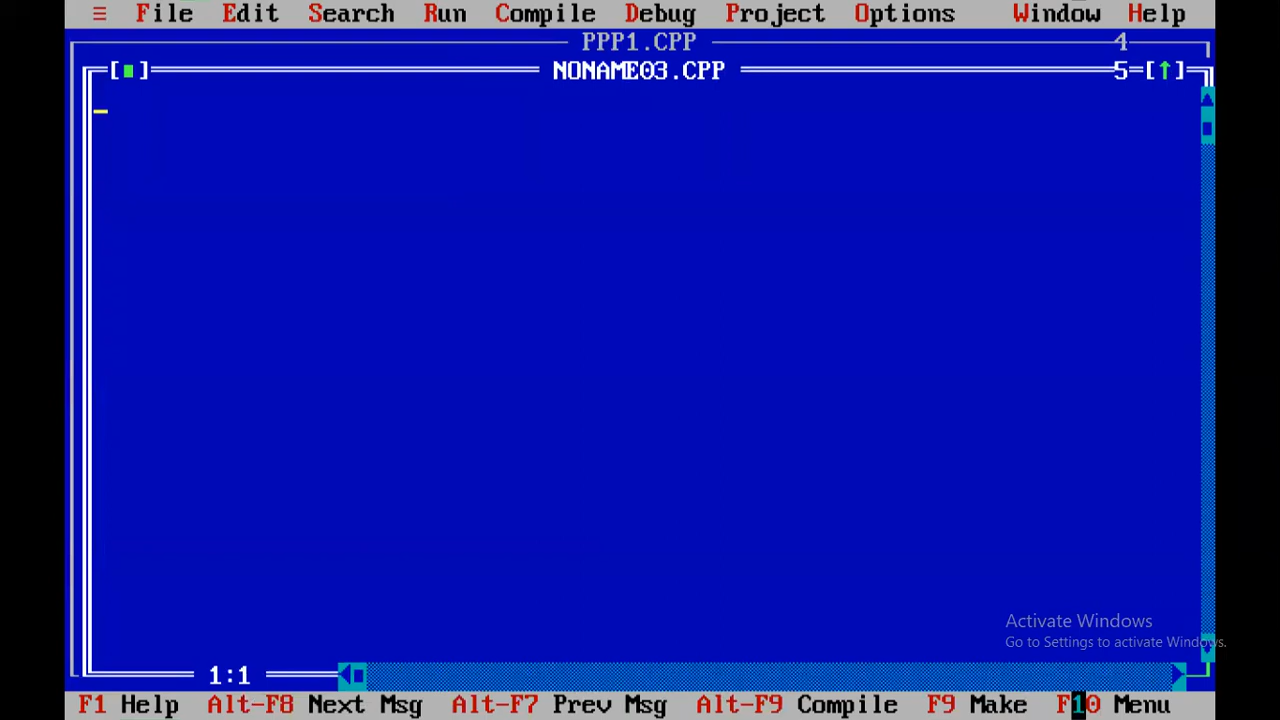 ≡ File Edit Search Run Compile Debug Project Options Window Help
PPP1.CPP 4
[■] NONAME03.CPP 5=[↑]
Activate Windows
Go to Settings to activate Windows.
1:1
F1 Help Alt-F8 Next Msg Alt-F7 Prev Msg Alt-F9 Compile F9 Make F10 Menu